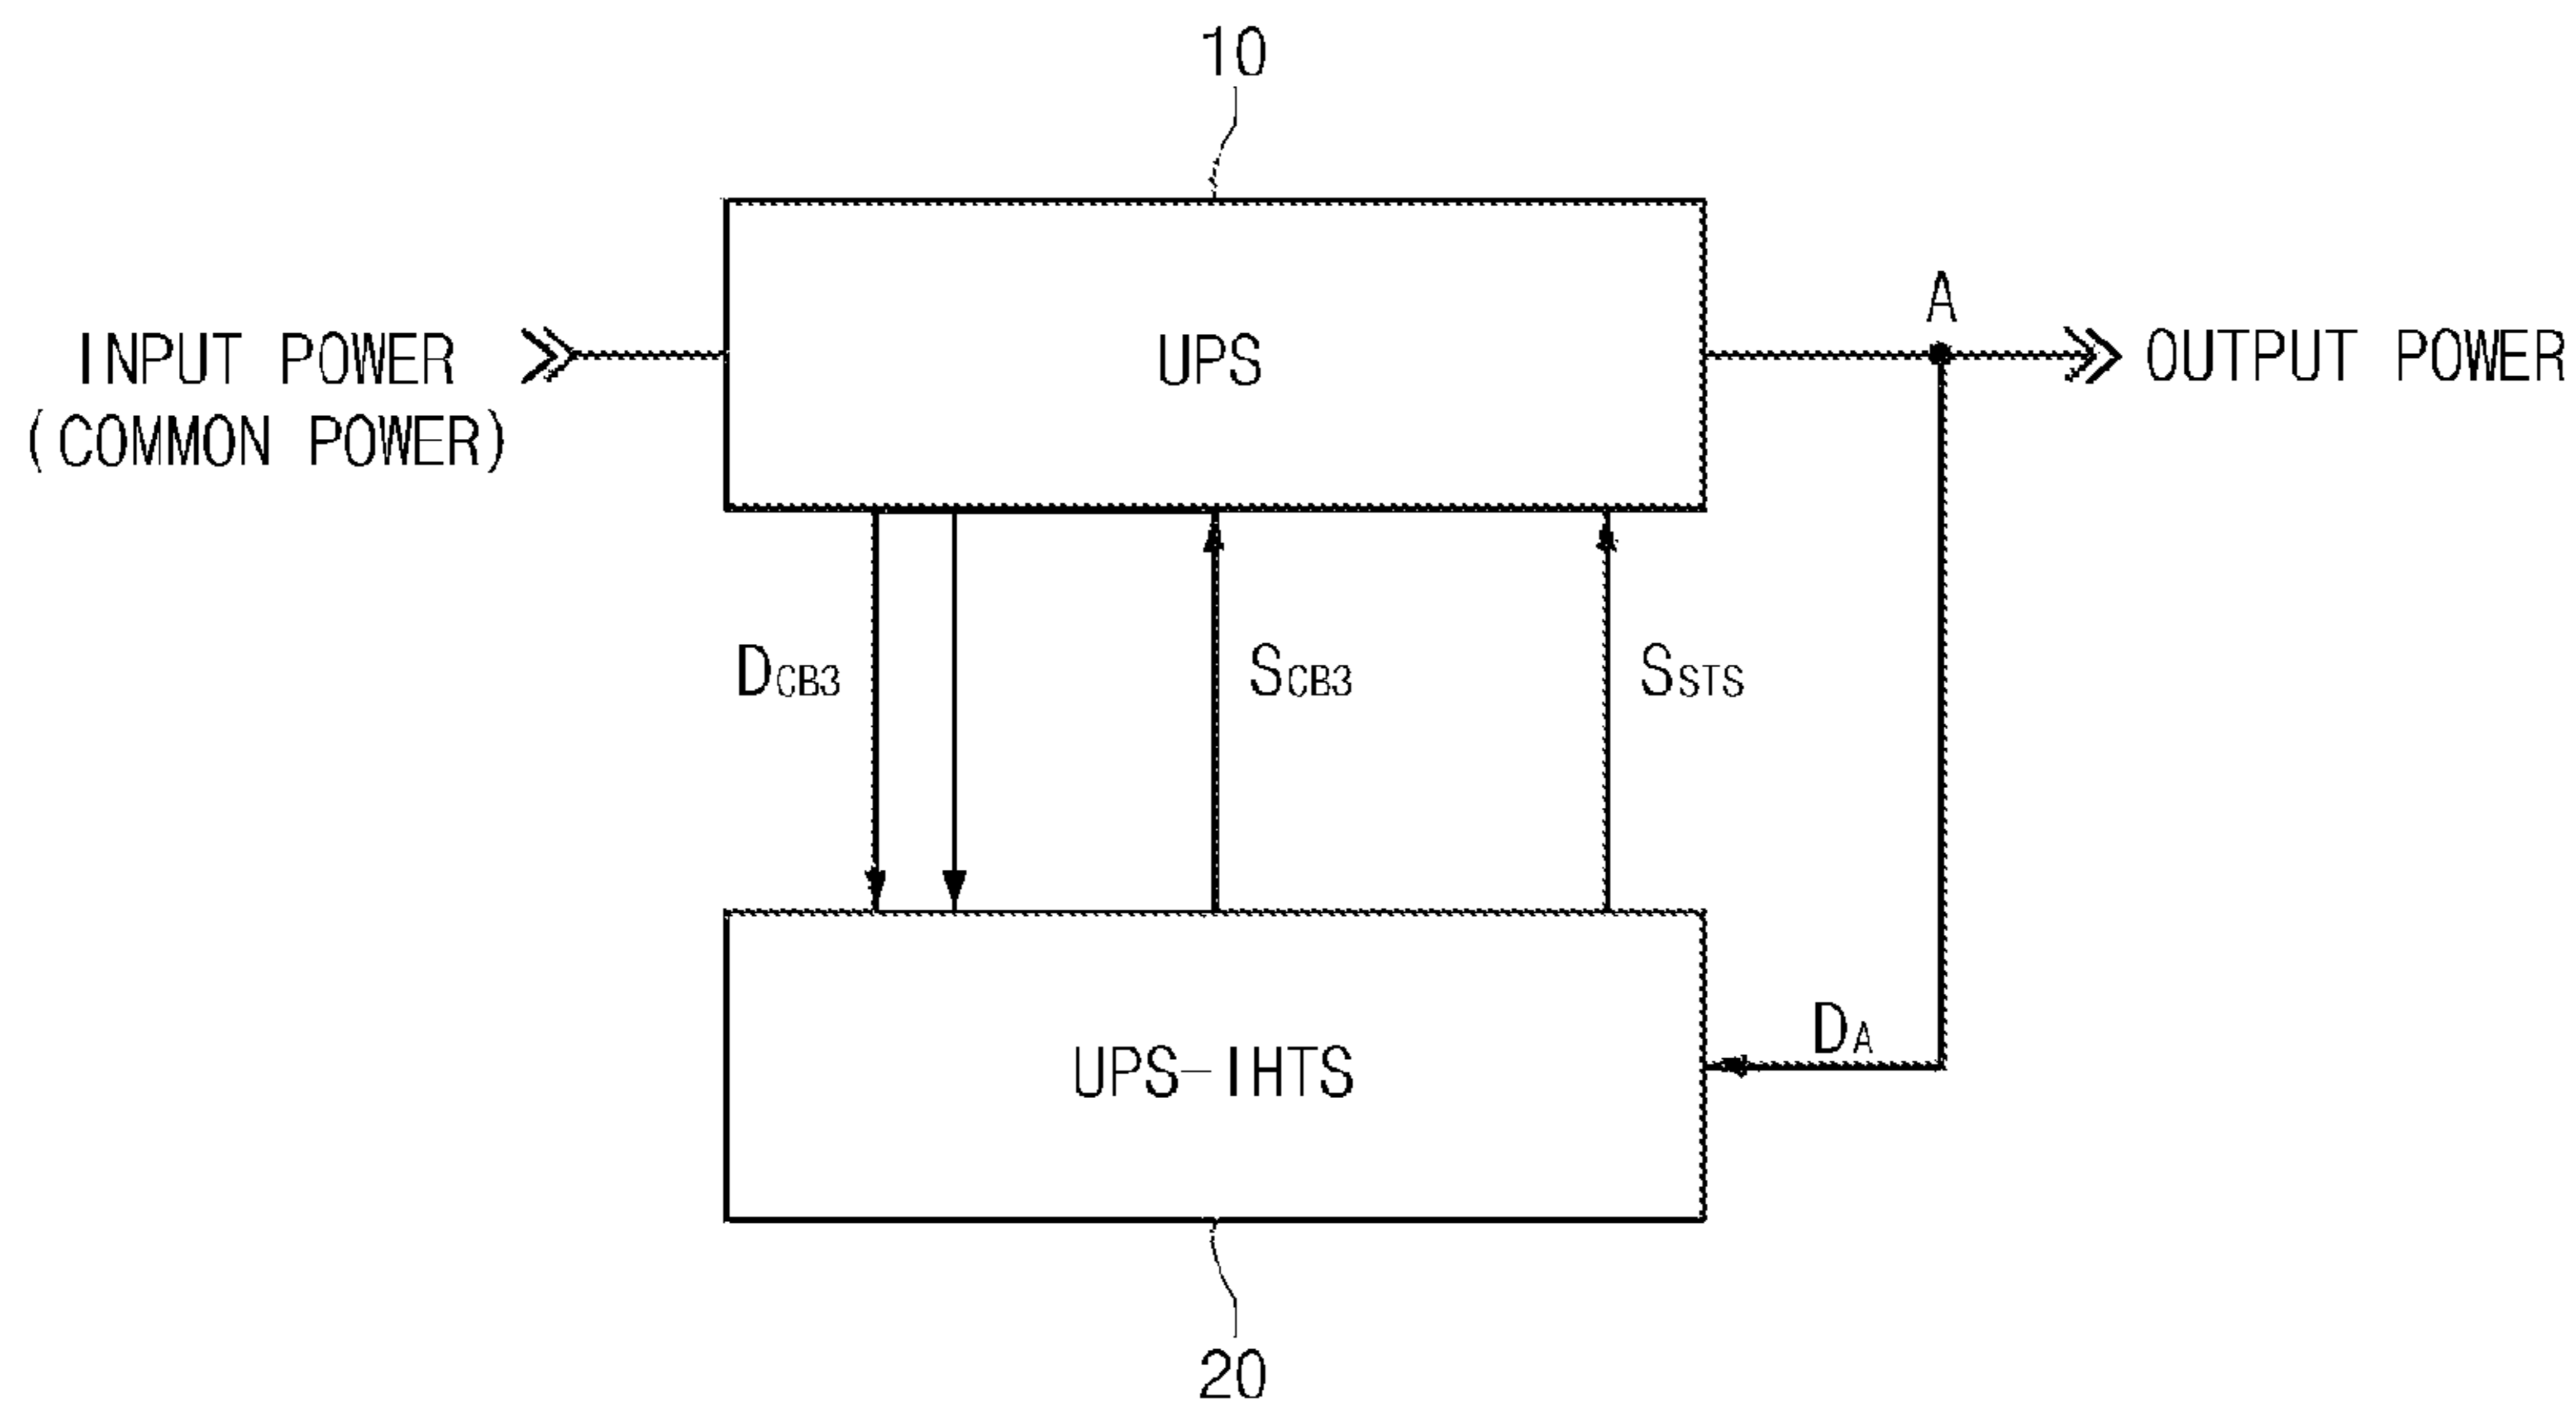 10
A
INPUT POWER
(COMMON POWER)
UPS
OUTPUT POWER
DCB3
SCB3
SSTS
DA
UPS-IHTS
20